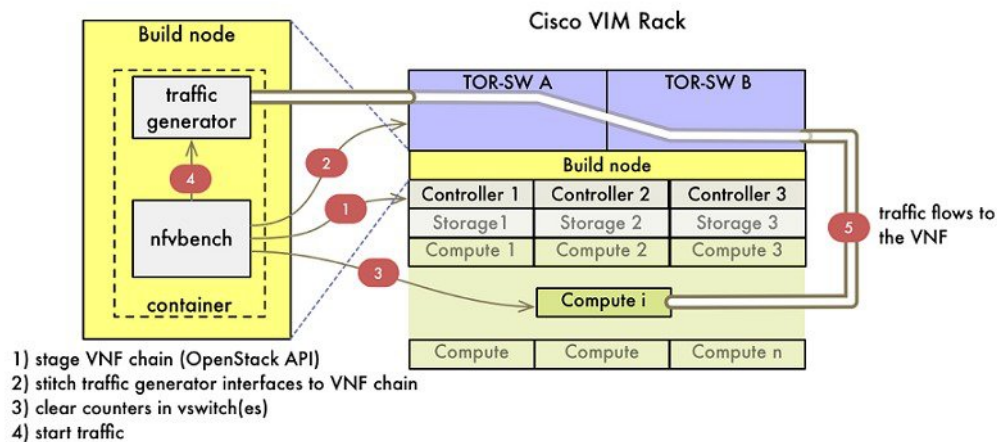 Build node
Cisco VIM Rack
traffic
generator
TOR-SW A
TOR-SW B
2
Build node
4
Controller 1
Controller 2
Controller 3
1
Storage1
Storage 2
Storage 3
5
traffic flows to
the VNF
nfvbench
Compute 1
Compute 2
Compute 3
3
container
Compute i
Compute
Compute
Compute n
1) stage VNF chain (OpenStack API)
2) stitch traffic generator interfaces to VNF chain
3) clear counters in vswitch(es)
4) start traffic